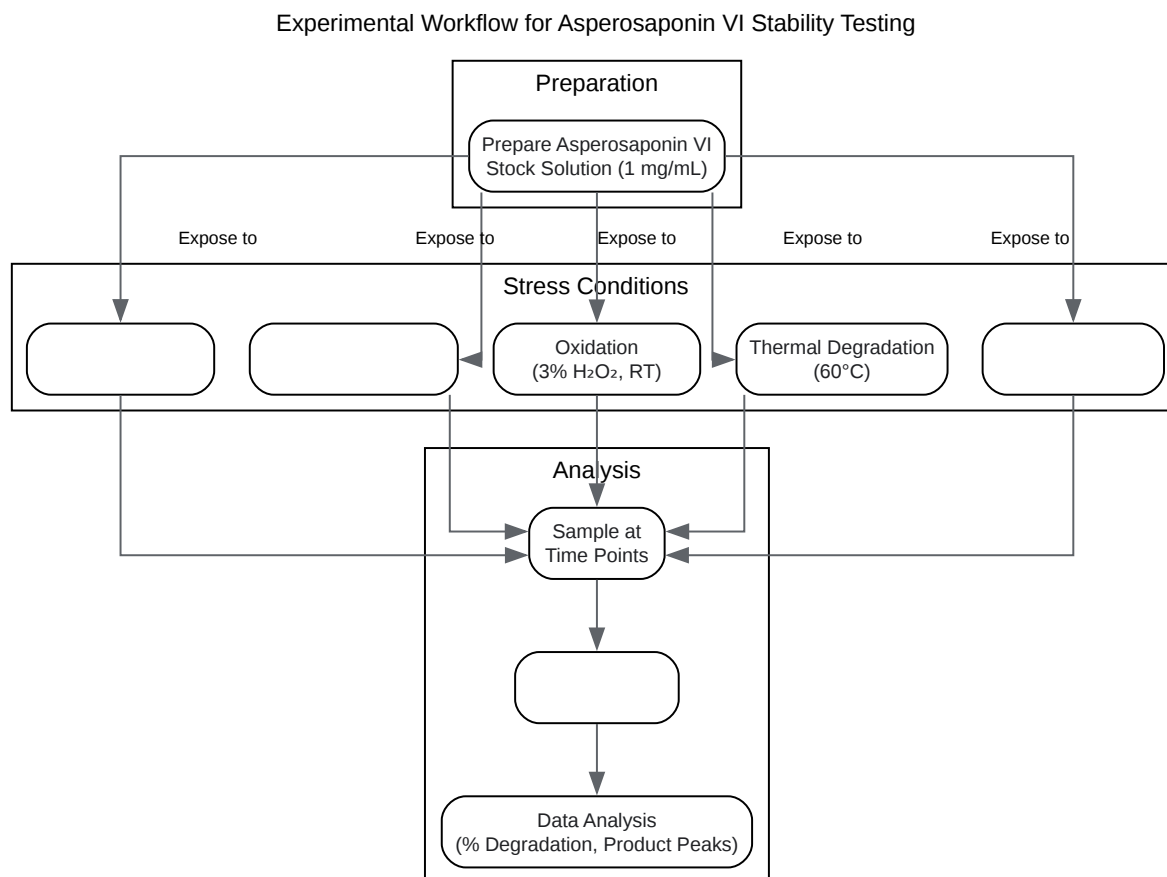 Experimental Workflow for Asperosaponin VI Stability Testing
Preparation
Prepare Asperosaponin VI
Stock Solution (1 mg/mL)
Expose to
Expose to
Expose to
Expose to
Expose to
Stress Conditions
Oxidation
(3% H₂O₂, RT)
Thermal Degradation
(60°C)
Analysis
Sample at
Time Points
Data Analysis
(% Degradation, Product Peaks)